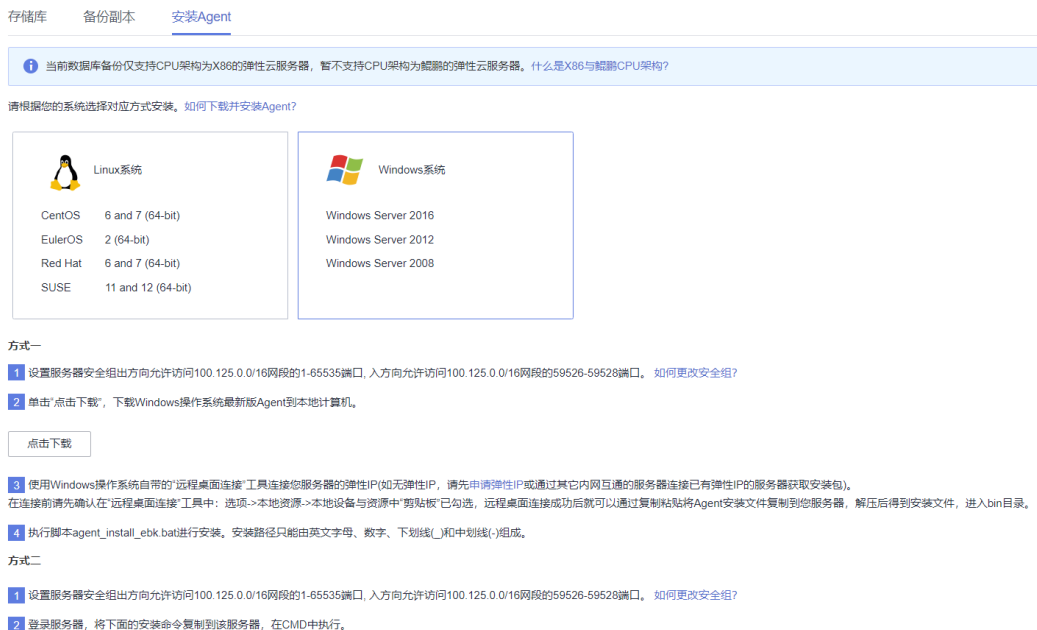 存储库 备份副本 安装Agent
当前数据库备份仅支持CPU架构为X86的弹性云服务器，暂不支持CPU架构为鲲鹏的弹性云服务器。什么是X86与鲲鹏CPU架构?
请根据您的系统选择对应方式安装。如何下载并安装Agent?
Linux系统
CentOS 6 and 7 (64-bit)
EulerOS 2 (64-bit)
Red Hat 6 and 7 (64-bit)
SUSE 11 and 12 (64-bit)
Windows系统
Windows Server 2016
Windows Server 2012
Windows Server 2008
方式一
1 设置服务器安全组出方向允许访问100.125.0.0/16网段的1-65535端口, 入方向允许访问100.125.0.0/16网段的59526-59528端口。 如何更改安全组?
2 单击“点击下载”，下载Windows操作系统最新版Agent到本地计算机。
点击下载
3 使用Windows操作系统自带的“远程桌面连接”工具连接您服务器的弹性IP(如无弹性IP，请先申请弹性IP或通过其它内网互通的服务器连接已有弹性IP的服务器获取安装包)。
在连接前请先确认在“远程桌面连接”工具中：选项->本地资源->本地设备与资源中“剪贴板”已勾选，远程桌面连接成功后就可以通过复制粘贴将Agent安装文件复制到您服务器，解压后得到安装文件，进入bin目录。
4 执行脚本agent_install_ebk.bat进行安装。安装路径只能由英文字母、数字、下划线(_)和中划线(-)组成。
方式二
1 设置服务器安全组出方向允许访问100.125.0.0/16网段的1-65535端口, 入方向允许访问100.125.0.0/16网段的59526-59528端口。 如何更改安全组?
2 登录服务器，将下面的安装命令复制到该服务器，在CMD中执行。